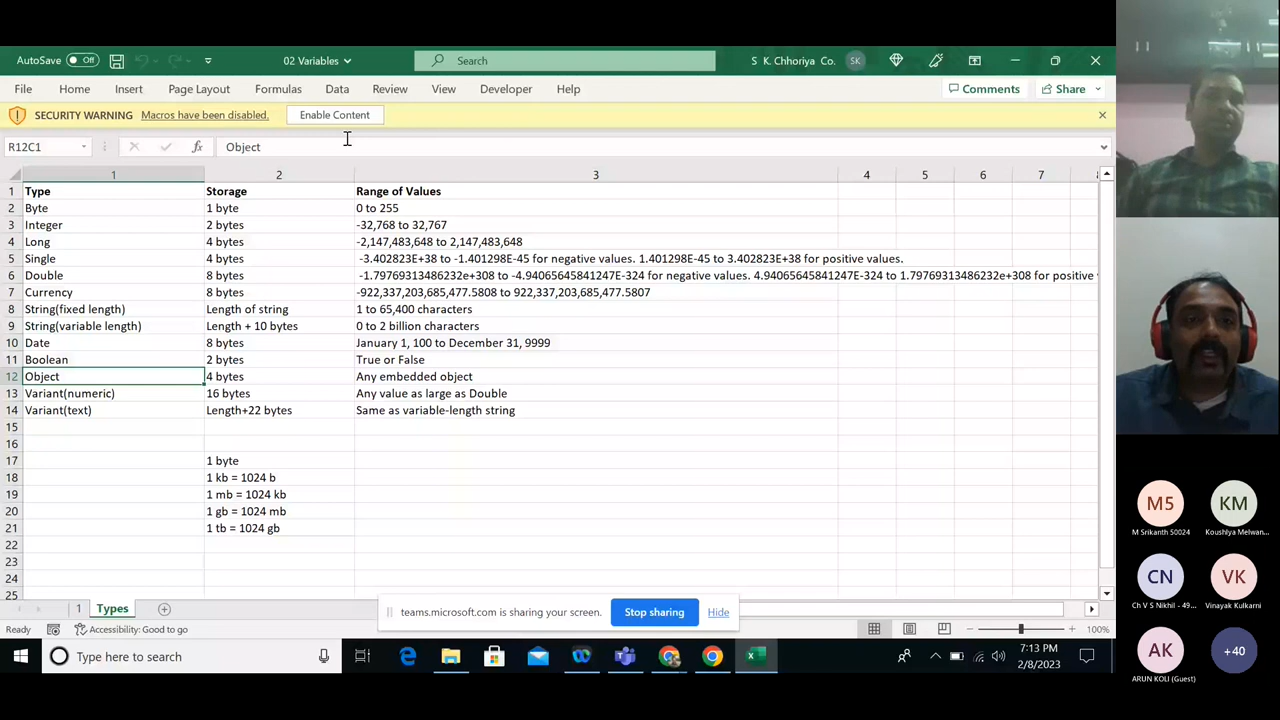 AutoSave Off 02 Variables Search S K. Chhoriya Co. SK
File Home Insert Page Layout Formulas Data Review View Developer Help Comments Share
SECURITY WARNING Macros have been disabled. Enable Content
R12C1 fx Object
1 2 3 4 5 6 7
1 Type Storage Range of Values
2 Byte 1 byte 0 to 255
3 Integer 2 bytes -32,768 to 32,767
4 Long 4 bytes -2,147,483,648 to 2,147,483,648
5 Single 4 bytes -3.402823E+38 to -1.401298E-45 for negative values. 1.401298E-45 to 3.402823E+38 for positive values.
6 Double 8 bytes -1.79769313486232e+308 to -4.94065645841247E-324 for negative values. 4.94065645841247E-324 to 1.79769313486232e+308 for positive v
7 Currency 8 bytes -922,337,203,685,477.5808 to 922,337,203,685,477.5807
8 String(fixed length) Length of string 1 to 65,400 characters
9 String(variable length) Length + 10 bytes 0 to 2 billion characters
10 Date 8 bytes January 1, 100 to December 31, 9999
11 Boolean 2 bytes True or False
12 Object 4 bytes Any embedded object
13 Variant(numeric) 16 bytes Any value as large as Double
14 Variant(text) Length+22 bytes Same as variable-length string
15
16
17 1 byte
18 1 kb = 1024 b
19 1 mb = 1024 kb
20 1 gb = 1024 mb
21 1 tb = 1024 gb
22
23
24
25
1 Types
teams.microsoft.com is sharing your screen. Stop sharing Hide
Ready Accessibility: Good to go 100%
Type here to search 7:13 PM
2/8/2023
M5 KM
M Srikanth 50024 Koushlya Melwan...
CN VK
Ch V S Nikhil - 49... Vinayak Kulkarni
AK +40
ARUN KOLI (Guest)